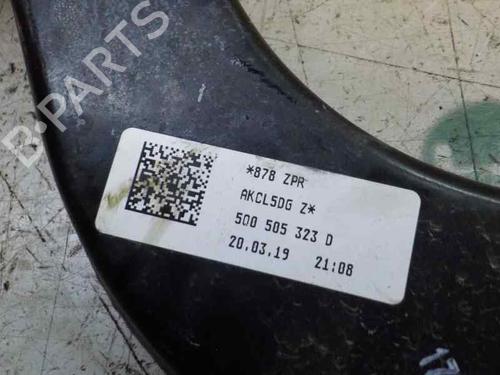 B-PARTS
*878 ZPR
AKCL5DG Z*
5Q0 505 323 D
20.03.19 21:08